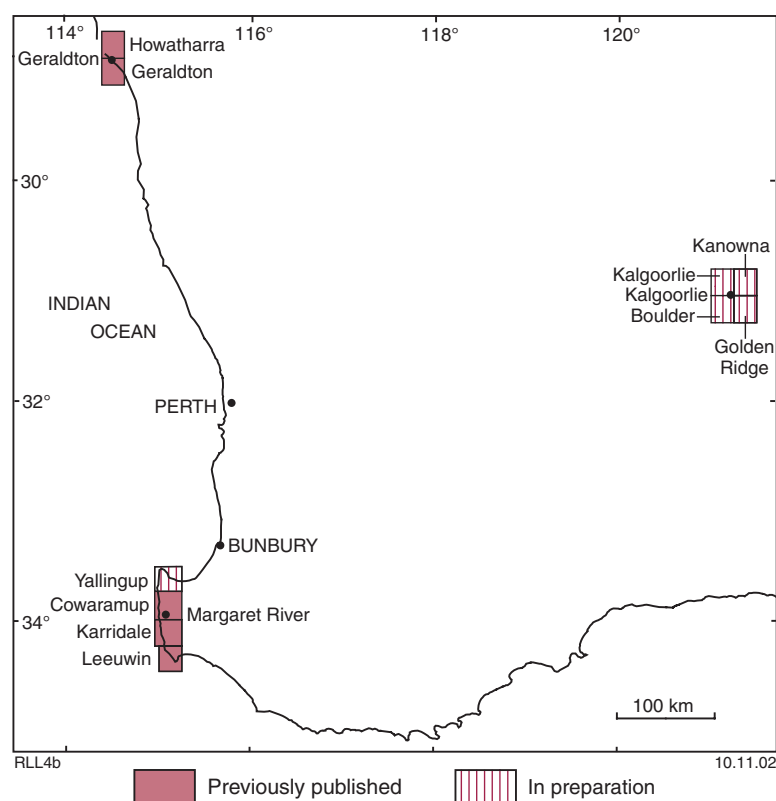 114°
116°
118°
120°
Howatharra
Geraldton
Geraldton
30°
Kanowna
Kalgoorlie
Kalgoorlie
Boulder
Golden
Ridge
INDIAN
OCEAN
32°
PERTH
BUNBURY
Yallingup
Cowaramup
Margaret River
34°
Karridale
Leeuwin
100 km
RLL4b
10.11.02
Previously published
In preparation